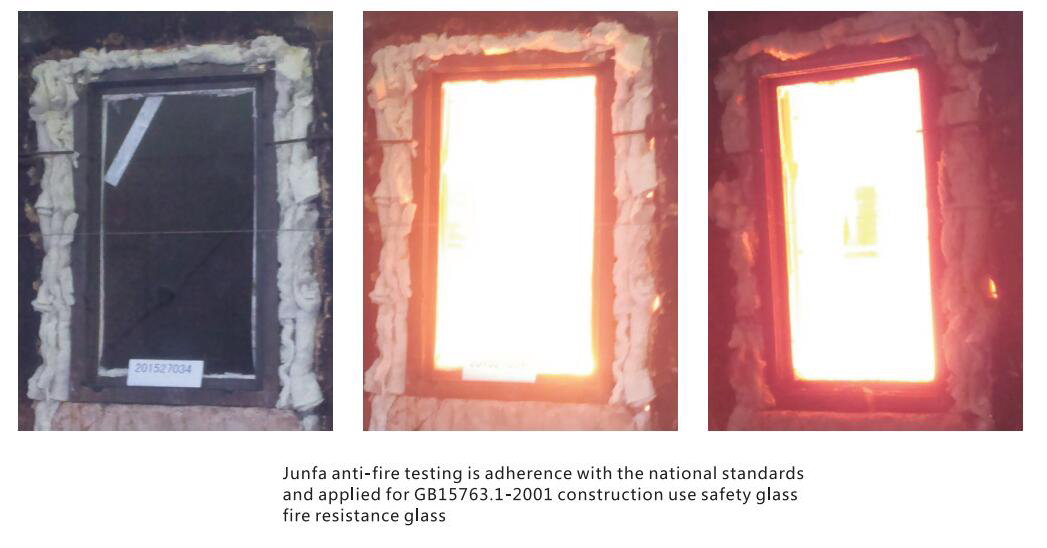 201527034
Junfa anti-fire testing is adherence with the national standards
and applied for GB15763.1-2001 construction use safety glass
fire resistance glass